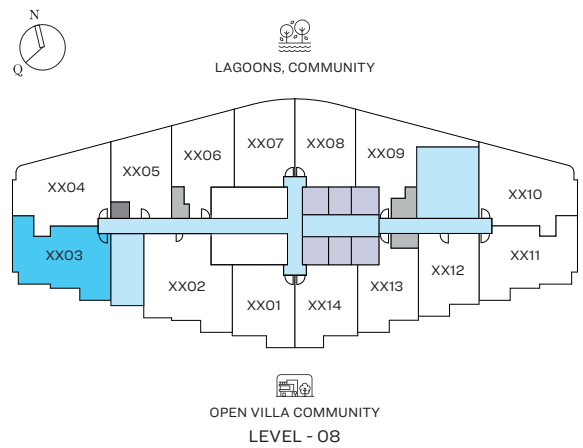 N
Q
LAGOONS, COMMUNITY
XX07 XX08
XX06 XX09
XX05
XX04 XX10
XX03 XX11
XX02 XX12
XX01 XX14 XX13
OPEN VILLA COMMUNITY
LEVEL - 08